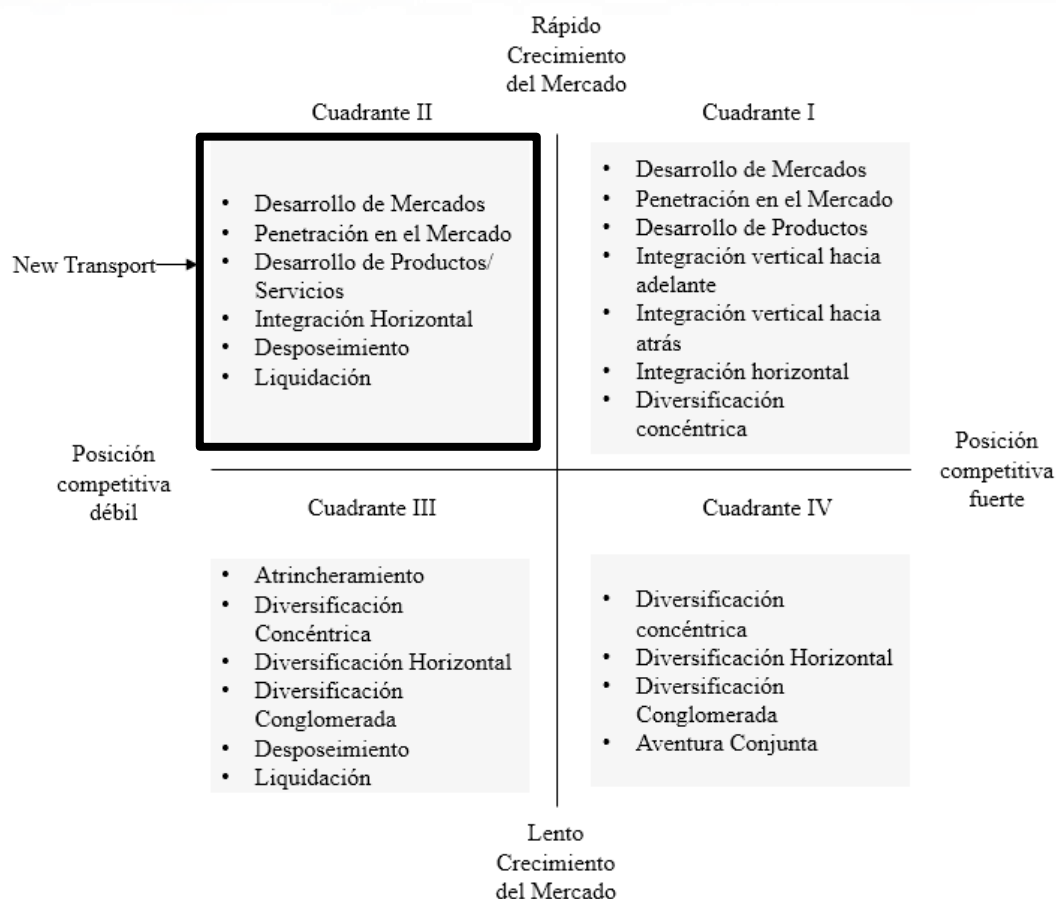 Rápido
Crecimiento
del Mercado
Cuadrante II
Cuadrante I
New Transport
• Desarrollo de Mercados
• Penetración en el Mercado
• Desarrollo de Productos/
Servicios
• Integración Horizontal
• Desposeimiento
• Liquidación
• Desarrollo de Mercados
• Penetración en el Mercado
• Desarrollo de Productos
• Integración vertical hacia
adelante
• Integración vertical hacia
atrás
• Integración horizontal
• Diversificación
concéntrica
Posición
competitiva
débil
Posición
competitiva
fuerte
Cuadrante III
Cuadrante IV
• Atrincheramiento
• Diversificación
Concéntrica
• Diversificación Horizontal
• Diversificación
Conglomerada
• Desposeimiento
• Liquidación
• Diversificación
concéntrica
• Diversificación Horizontal
• Diversificación
Conglomerada
• Aventura Conjunta
Lento
Crecimiento
del Mercado